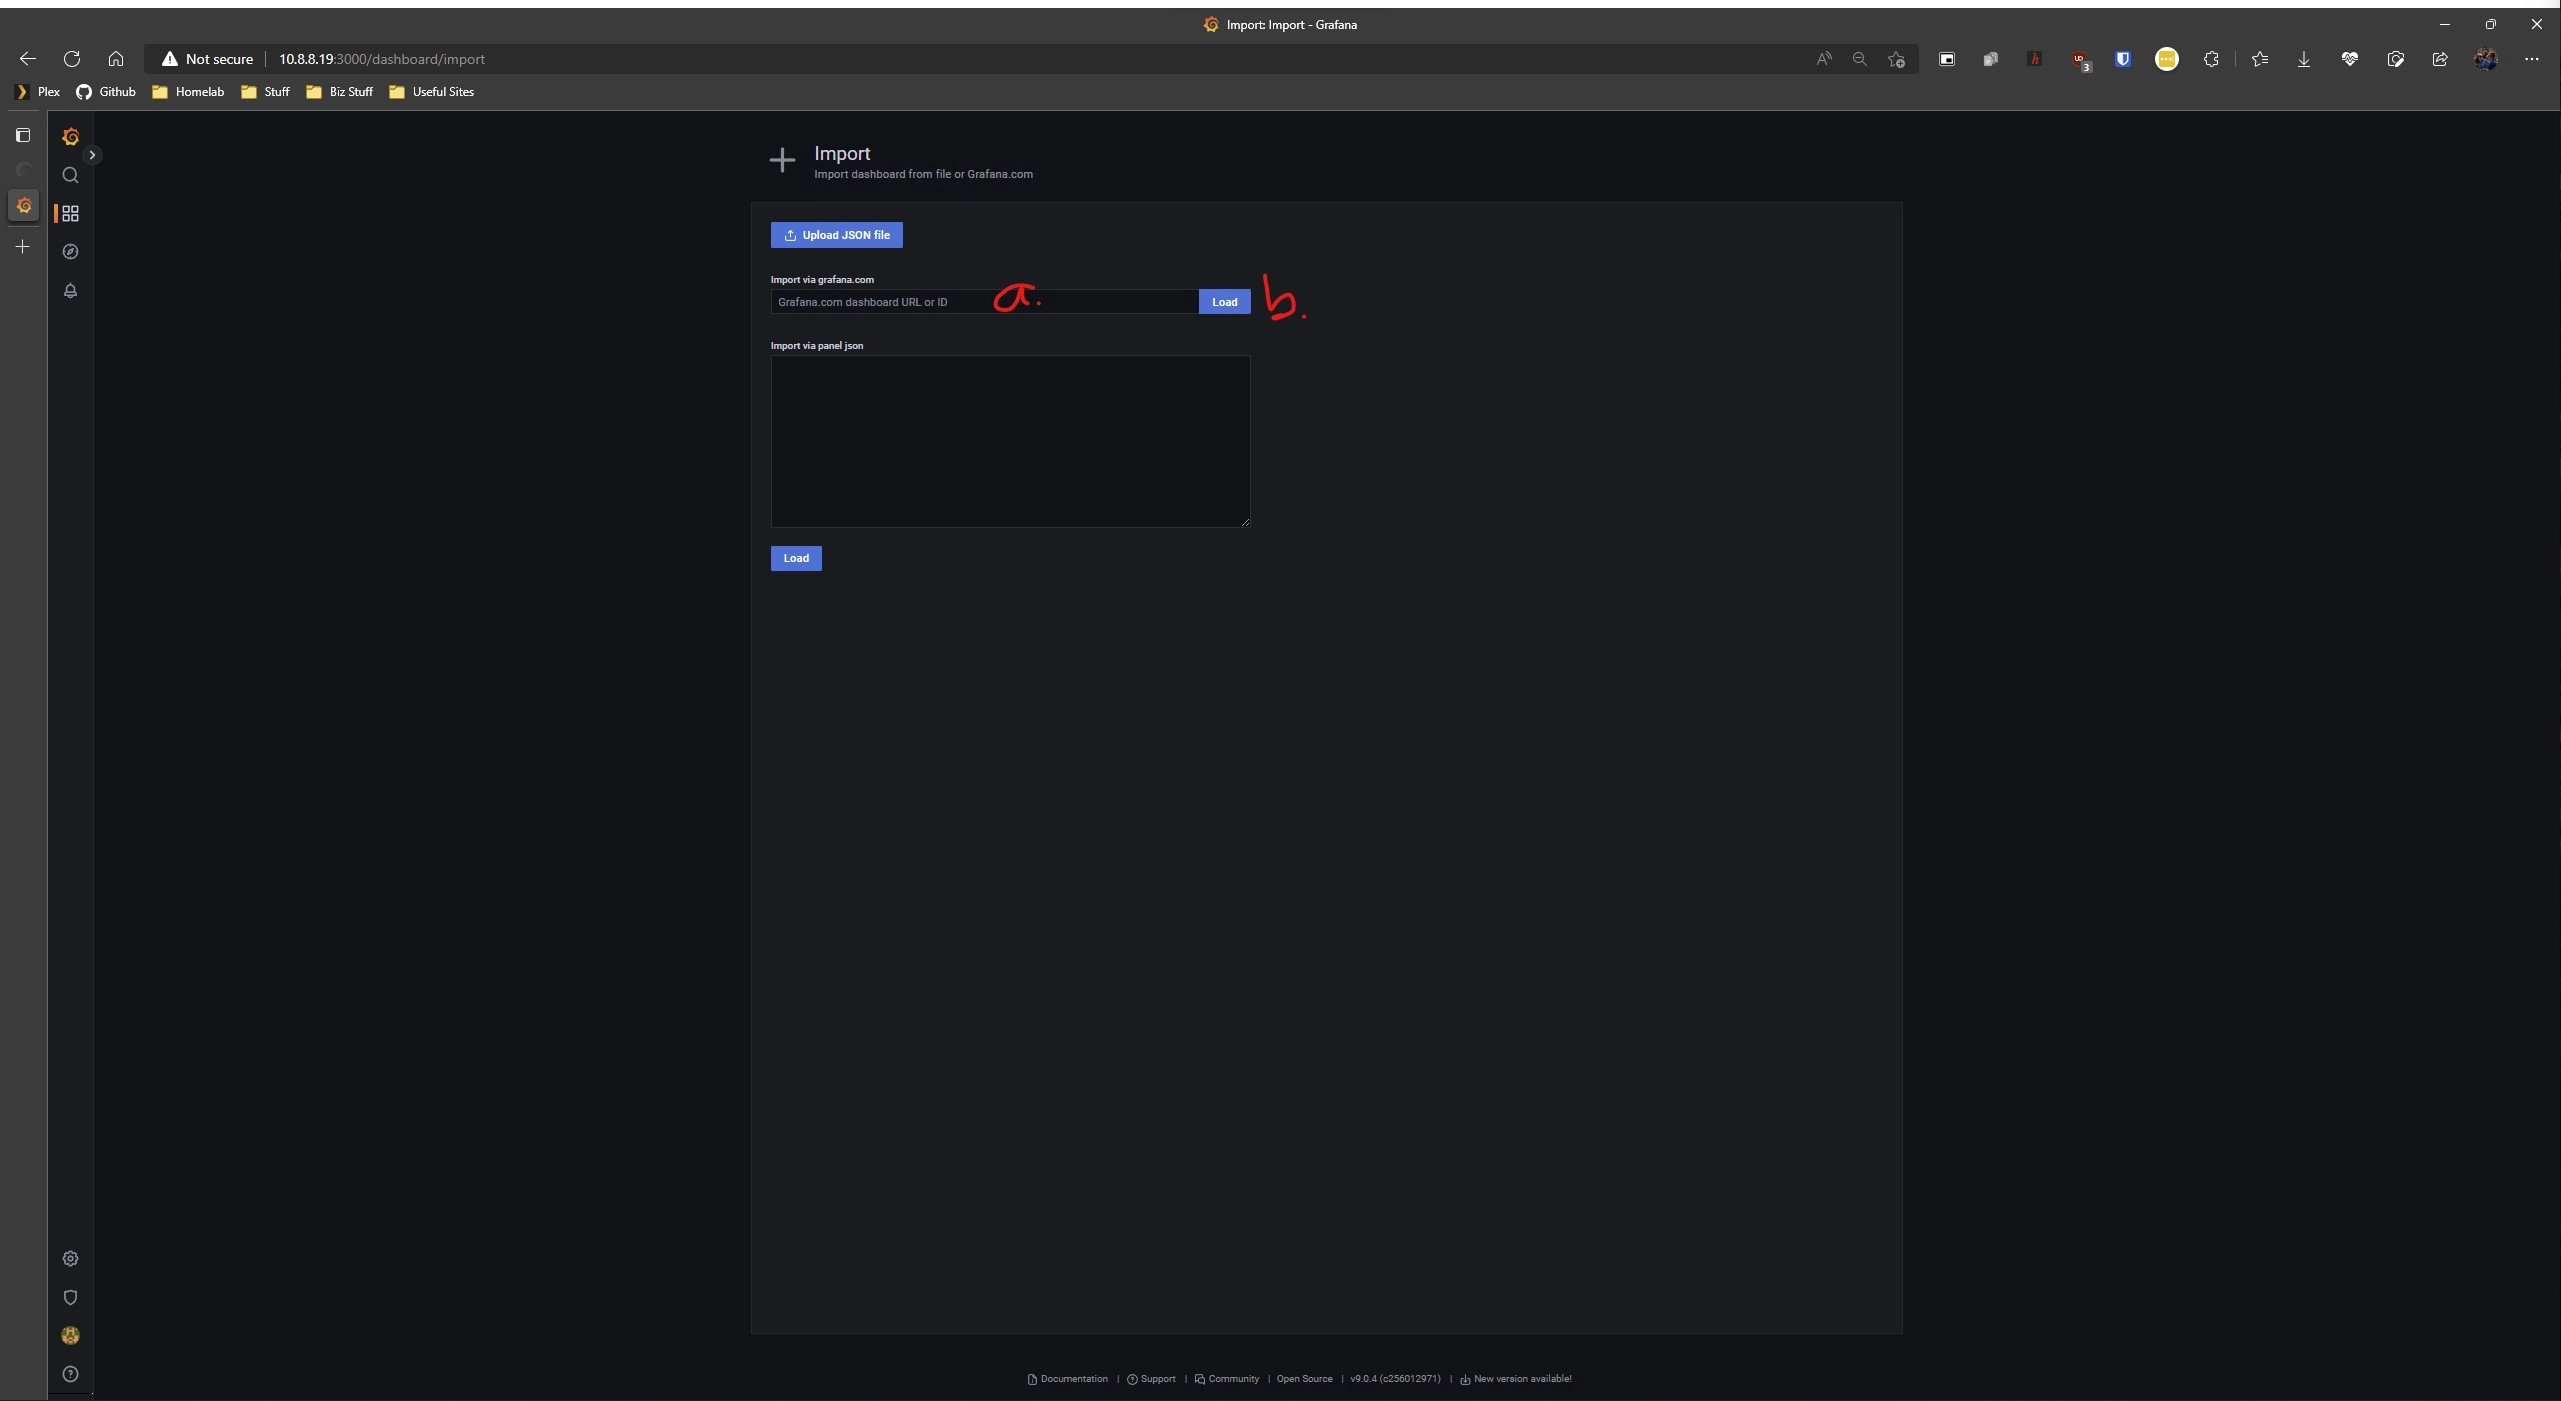 Import: Import - Grafana
Not secure 10.8.8.19:3000/dashboard/import
3
Plex Github Homelab Stuff Biz Stuff Useful Sites
Import
Import dashboard from file or Grafana.com
Upload JSON file
Import via grafana.com
Grafana.com dashboard URL or ID a. Load b.
Import via panel json
Load
Documentation | Support | Community | Open Source | v9.0.4 (c256012971) | New version available!